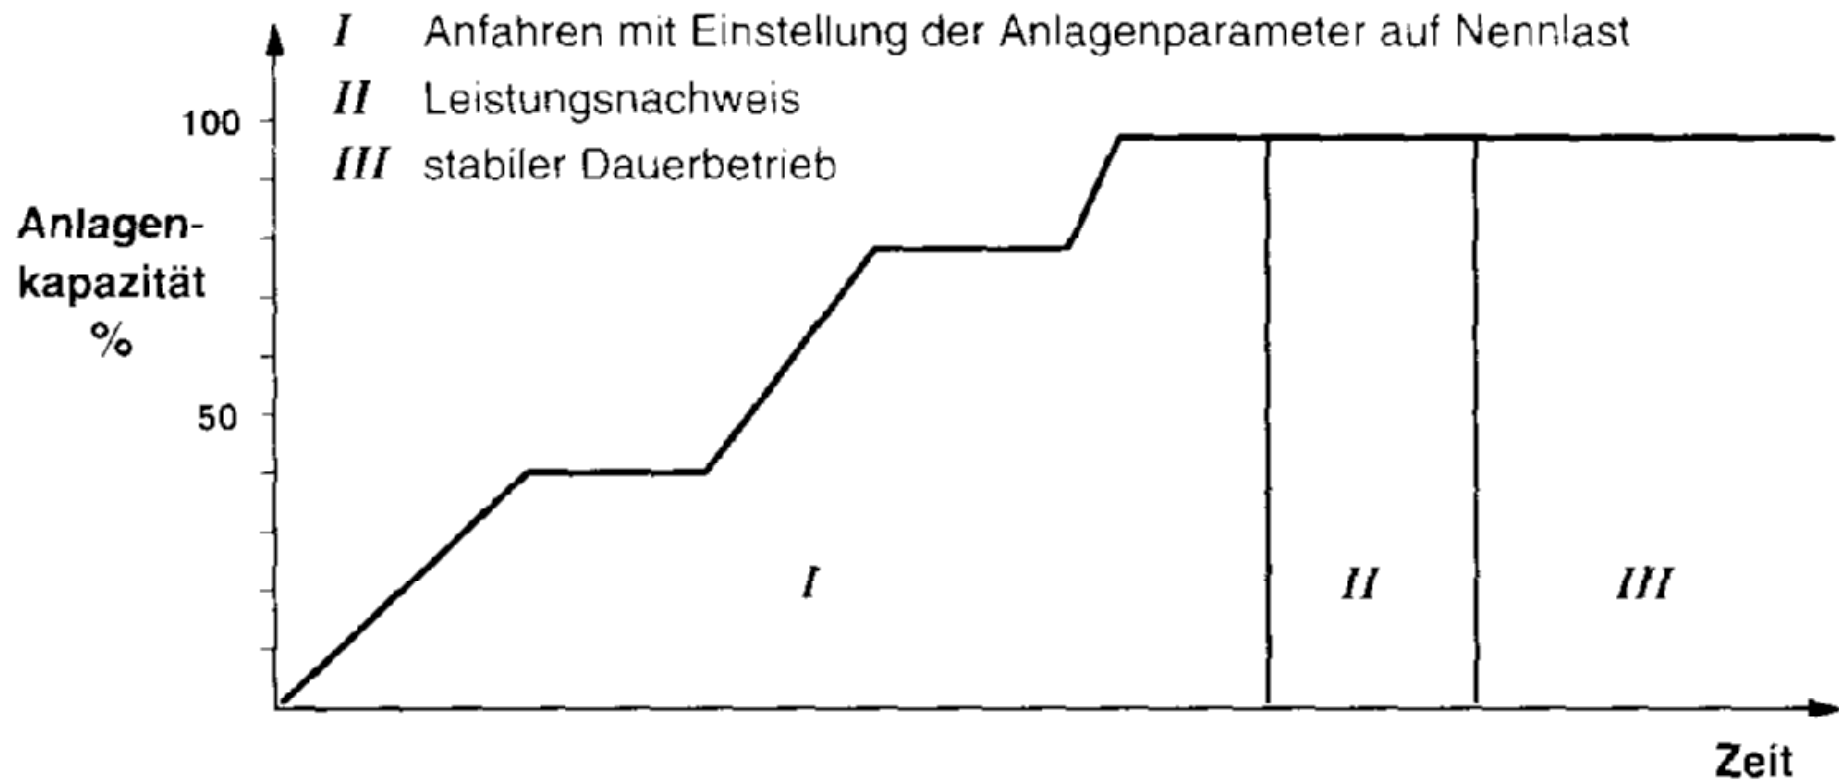 I Anfahren mit Einstellung der Anlagenparameter auf Nennlast
II Leistungsnachweis
III stabiler Dauerbetrieb
100
Anlagen-
kapazität
%
50
I II III
Zeit